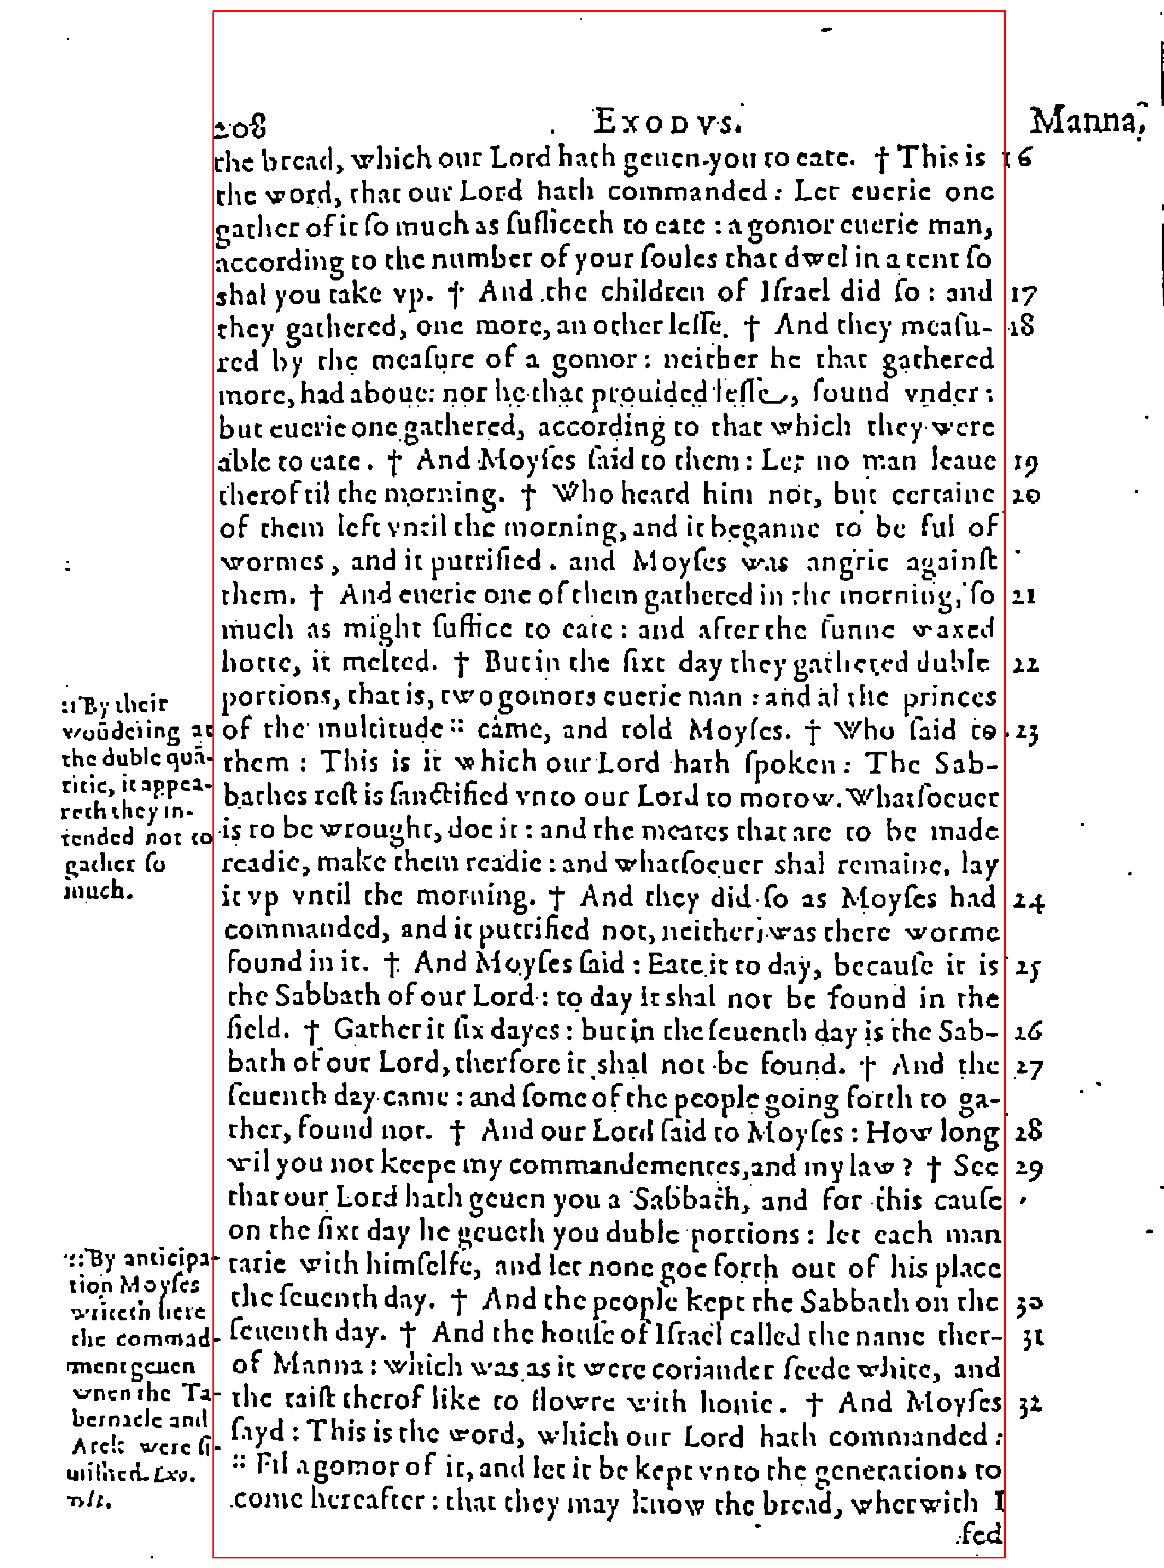 208 EXODVS. Manna,
the bread, which our Lord hath geuen you to eate. † This is 16
the word, that our Lord hath commanded: Let euerie one
gather of it ſo much as ſufficeth to eate : a gomor euerie man,
according to the number of your ſoules that dwel in a tent ſo
shal you take vp. † And the children of Iſrael did ſo : and 17
they gathered, one more, an other leſſe. † And they meaſu- 18
red by the meaſure of a gomor: neither he that gathered
more, had aboue: nor he that prouided leſſe, found vnder:
but euerie one gathered, according to that which they were
able to eate. † And Moyſes ſaid to them: Let no man leaue 19
therof til the morning. † Who heard him not, but certaine 20
of them left vntil the morning, and it beganne to be ful of
wormes, and it putrified. and Moyſes was angrie againſt
them. † And euerie one of them gathered in the morning, ſo 21
much as might ſuffice to eate: and after the ſunne waxed
hotte, it melted. † But in the ſixt day they gathered duble 22
portions, that is, two gomors euerie man : and al the princes
of the multitude :: came, and told Moyſes. † Who ſaid to 23
them : This is it which our Lord hath ſpoken: The Sab-
bathes reſt is ſanctified vnto our Lord to morow. Whatſoeuer
is to be wrought, doe it : and the meates that are to be made
readie, make them readie : and whatſoeuer shal remaine, lay
it vp vntil the morning. † And they did ſo as Moyſes had 24
commanded, and it putrified not, neither was there worme
found in it. † And Moyſes ſaid : Eate it to day, becauſe it is 25
the Sabbath of our Lord : to day it shal not be found in the
field. † Gather it ſix dayes : but in the ſeuenth day is the Sab- 26
bath of our Lord, therfore it shal not be found. † And the 27
ſeuenth day came : and ſome of the people going forth to ga-
ther, found not. † And our Lord ſaid to Moyſes : How long 28
wil you not keepe my commandementes, and my law? † See 29
that our Lord hath geuen you a Sabbath, and for this cauſe
on the ſixt day he geueth you duble portions : let each man
tarie with himſelfe, and let none goe forth out of his place
the ſeuenth day. † And the people kept the Sabbath on the 30
ſeuenth day. † And the houſe of Iſrael called the name ther- 31
of Manna : which was as it were coriander ſeede white, and
the taiſt therof like to flowre with honie. † And Moyſes 32
ſayd : This is the word, which our Lord hath commanded :
:: Fil a gomor of it, and let it be kept vnto the generations to
come hereafter : that they may know the bread, wherwith I
fed
:: By their
wõdering at
the duble quã-
titie, it appea-
reth they in-
tended not to
gather ſo
much.
:: By anticipa-
tion Moyſes
writeth here
the commãd-
ment geuen
when the Ta-
bernacle and
Arck were fi-
nished. Exo.
vlt.